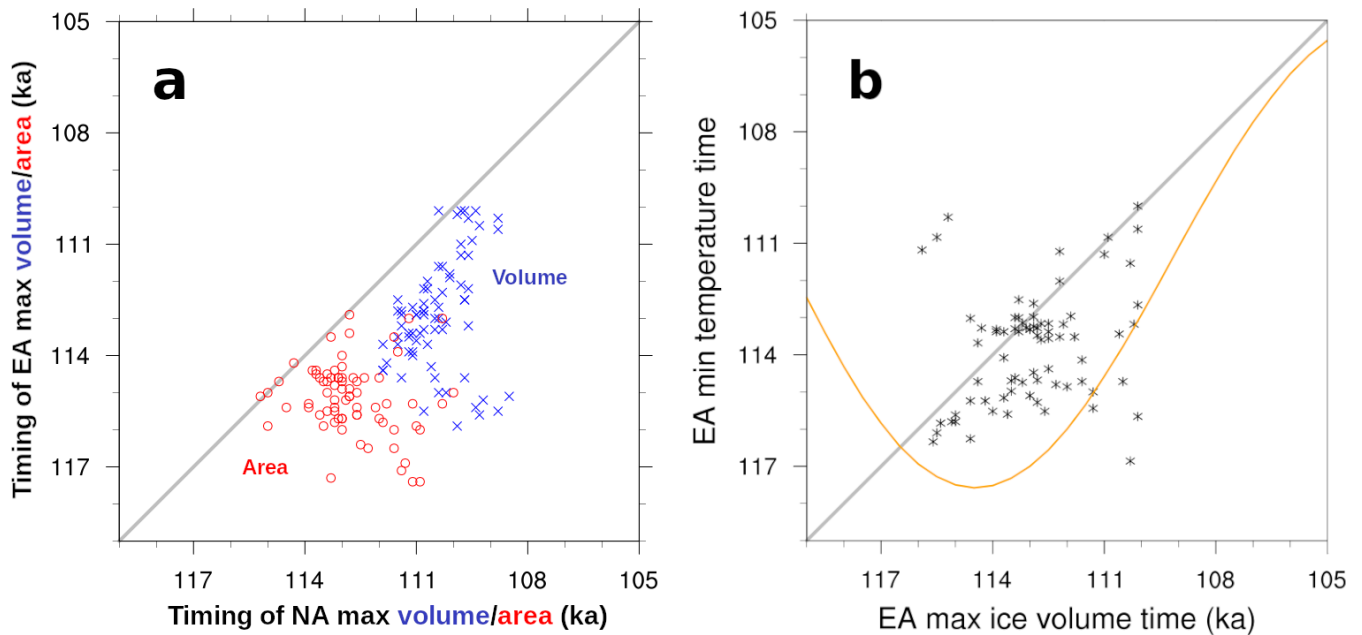 a
105
108
111
114
117
117
114
111
108
105
Timing of EA max volume/area (ka)
Timing of NA max volume/area (ka)
Volume
Area
b
105
108
111
114
117
117
114
111
108
105
EA min temperature time
EA max ice volume time (ka)